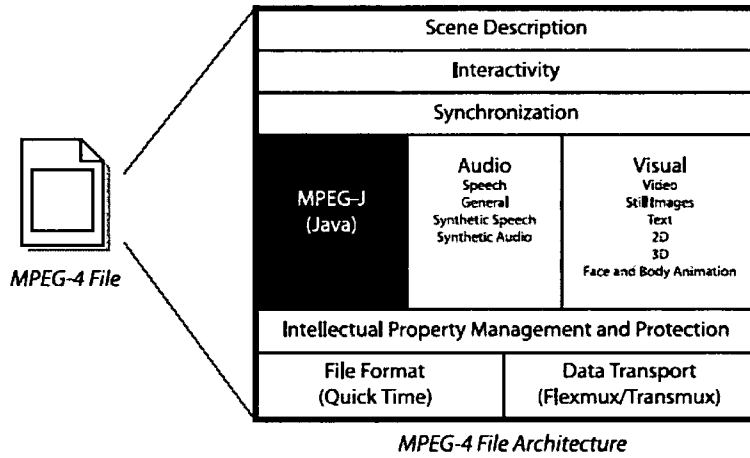 Scene Description
Interactivity
Synchronization
MPEG-J
(Java)
Audio
Speech
General
Synthetic Speech
Synthetic Audio
Visual
Video
Still Images
Text
2D
3D
Face and Body Animation
MPEG-4 File
Intellectual Property Management and Protection
File Format
(Quick Time)
Data Transport
(Flexmux/Transmux)
MPEG-4 File Architecture